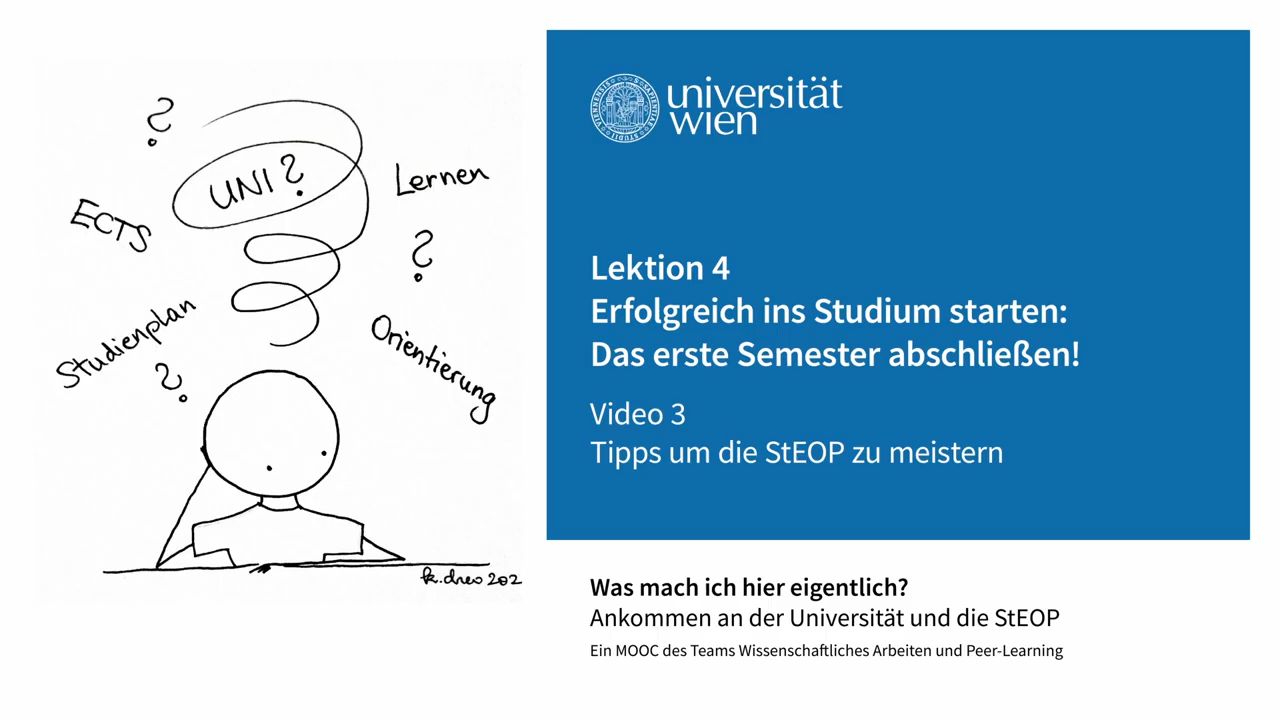 ?
UNI?
Lernen
ECTS
?
Studienplan
?
Orientierung
universität
wien
Lektion 4
Erfolgreich ins Studium starten:
Das erste Semester abschließen!
Video 3
Tipps um die StEOP zu meistern
Was mach ich hier eigentlich?
Ankommen an der Universität und die StEOP
Ein MOOC des Teams Wissenschaftliches Arbeiten und Peer-Learning